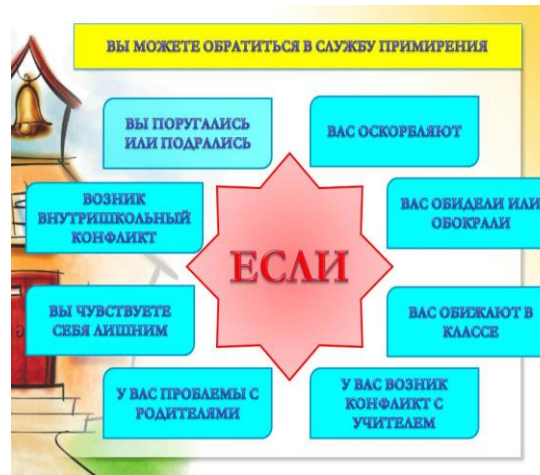 ВЫ МОЖЕТЕ ОБРАТИТЬСЯ В СЛУЖБУ ПРИМИРЕНИЯ
ВЫ ПОРУГАЛИСЬ
ИЛИ ПОДРАЛИСЬ
ВАС ОСКОРБЛЯЮТ
ВОЗНИК
ВНУТРИШКОЛЬНЫЙ
КОНФЛИКТ
ВАС ОБИДЕЛИ ИЛИ
ОБОКРАЛИ
ЕСЛИ
ВЫ ЧУВСТВУЕТЕ
СЕБЯ ЛИШНИМ
ВАС ОБИЖАЮТ В
КЛАССЕ
У ВАС ПРОБЛЕМЫ С
РОДИТЕЛЯМИ
У ВАС ВОЗНИК
КОНФЛИКТ С
УЧИТЕЛЕМ